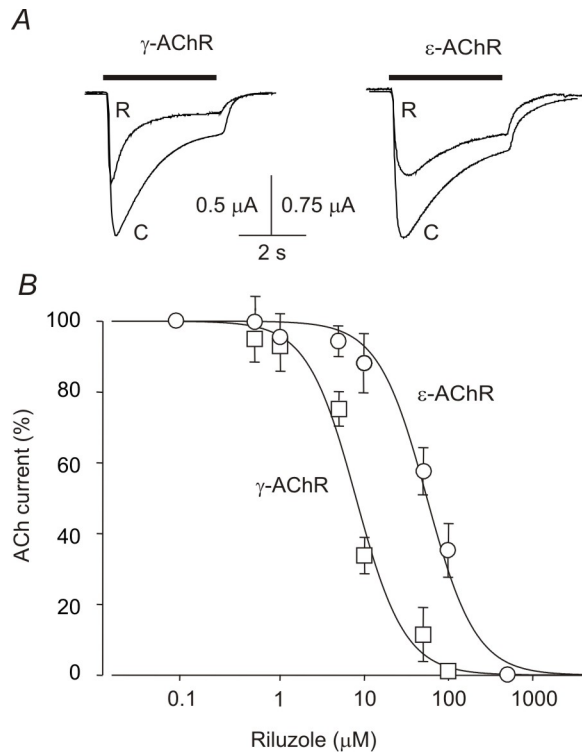 A
γ-AChR
ε-AChR
R
R
0.5 μA
0.75 μA
C
C
2 s
B
100
80
60
40
20
0
ACh current (%)
ε-AChR
γ-AChR
0.1
1
10
100
1000
Riluzole (μM)